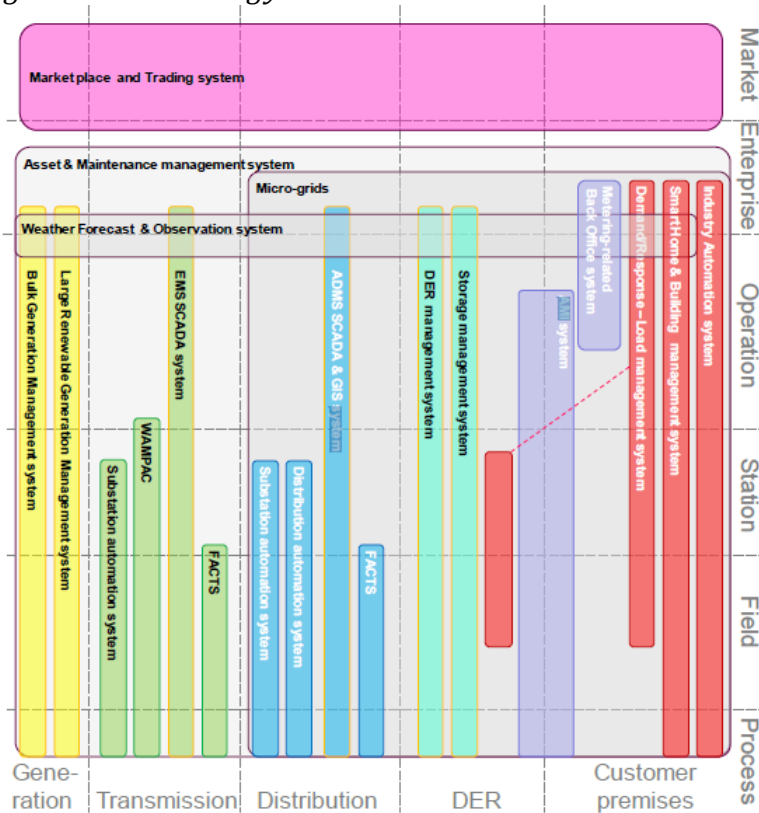 Market
Marketplace and Trading system
Enterprise
Asset & Maintenance management system
Micro-grids
Weather Forecast & Observation system
Operation
Bulk Generation Management system
Large Renewable Generation Management system
Substation automation system
WAMPAC
EMS SCADA system
FACTS
Substation automation system
Distribution automation system
ADMS SCADA & GIS system
FACTS
DER management system
Storage management system
AMI system
Metering-related
Back Office system
Demand/Response – Load management system
Smart Home & Building management system
Industry Automation system
Station
Field
Process
Gene-
ration
Transmission
Distribution
DER
Customer
premises